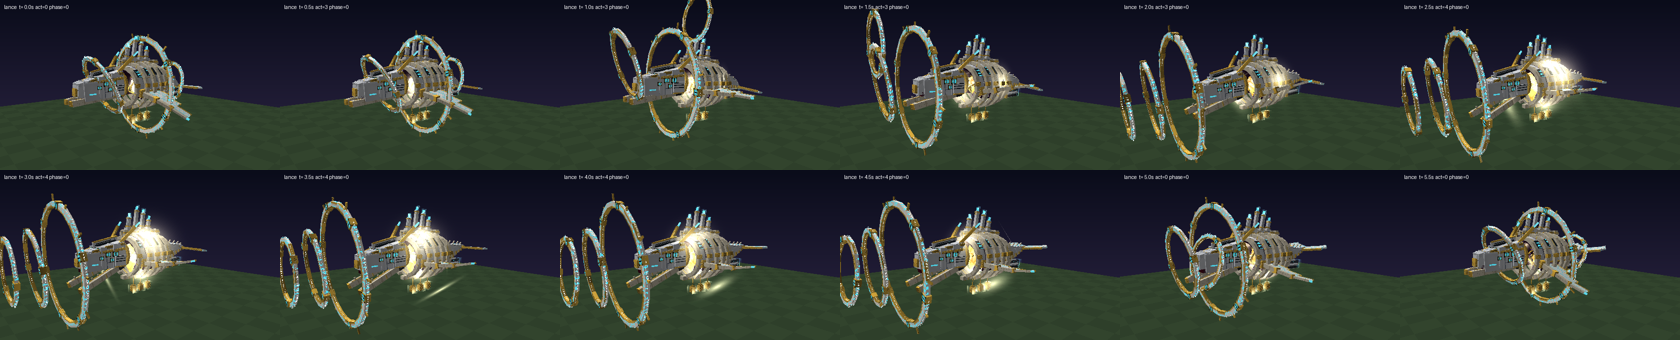 lance t=0.0s act=0 phase=0
lance t=0.5s act=3 phase=0
lance t=1.0s act=3 phase=0
lance t=1.5s act=3 phase=0
lance t=2.0s act=3 phase=0
lance t=2.5s act=4 phase=0
lance t=3.0s act=4 phase=0
lance t=3.5s act=4 phase=0
lance t=4.0s act=4 phase=0
lance t=4.5s act=4 phase=0
lance t=5.0s act=0 phase=0
lance t=5.5s act=0 phase=0